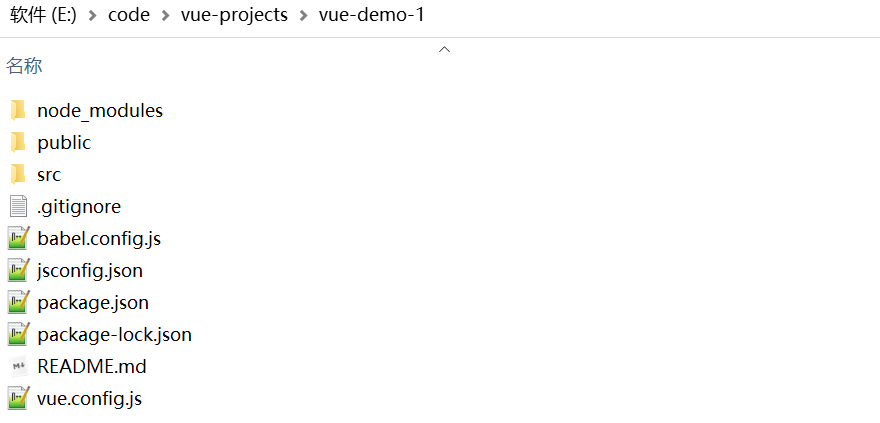 软件 (E:) > code > vue-projects > vue-demo-1
名称
node_modules
public
src
.gitignore
babel.config.js
jsconfig.json
package.json
package-lock.json
README.md
vue.config.js